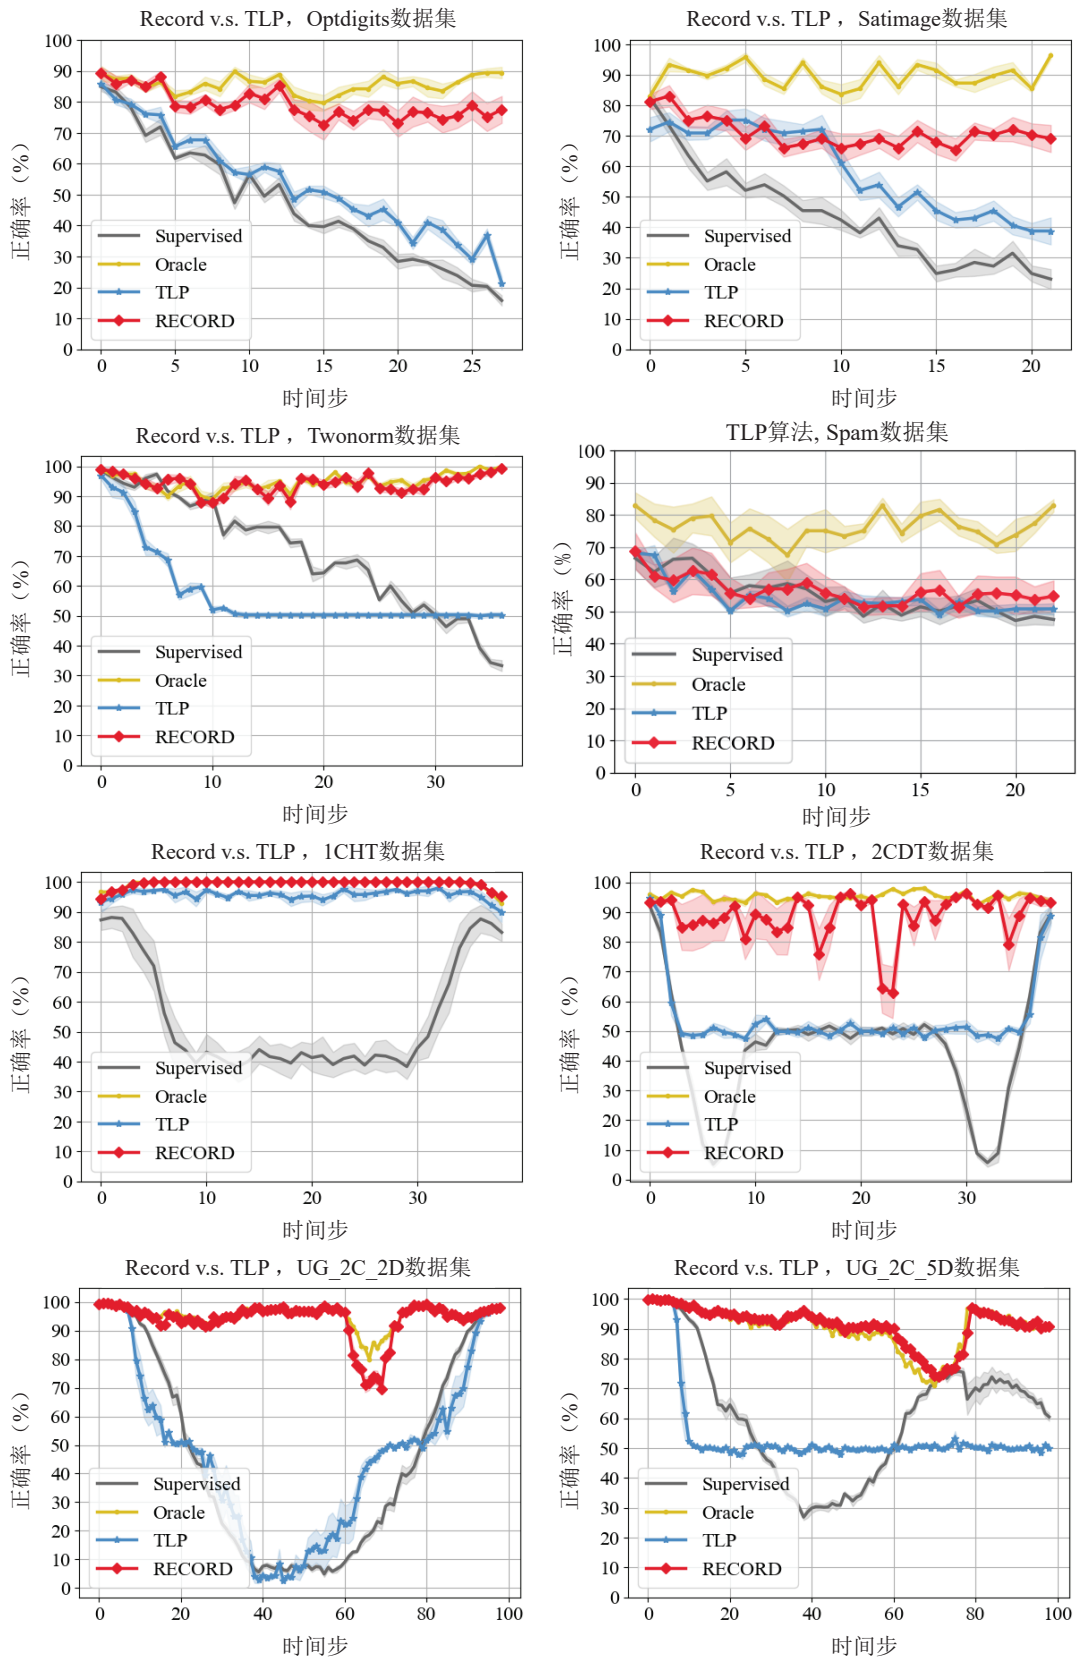 Record v.s. TLP，Optdigits数据集
正确率（%）
100
90
80
70
60
50
40
30
20
10
0
Supervised
Oracle
TLP
RECORD
0 5 10 15 20 25
时间步
Record v.s. TLP ，Satimage数据集
正确率（%）
100
90
80
70
60
50
40
30
20
10
0
Supervised
Oracle
TLP
RECORD
0 5 10 15 20
时间步
Record v.s. TLP ，Twonorm数据集
正确率（%）
100
90
80
70
60
50
40
30
20
10
0
Supervised
Oracle
TLP
RECORD
0 10 20 30
时间步
TLP算法, Spam数据集
正确率（%）
100
90
80
70
60
50
40
30
20
10
0
Supervised
Oracle
TLP
RECORD
0 5 10 15 20
时间步
Record v.s. TLP ，1CHT数据集
正确率（%）
100
90
80
70
60
50
40
30
20
10
0
Supervised
Oracle
TLP
RECORD
0 10 20 30
时间步
Record v.s. TLP ，2CDT数据集
正确率（%）
100
90
80
70
60
50
40
30
20
10
0
Supervised
Oracle
TLP
RECORD
0 10 20 30
时间步
Record v.s. TLP ，UG_2C_2D数据集
正确率（%）
100
90
80
70
60
50
40
30
20
10
0
Supervised
Oracle
TLP
RECORD
0 20 40 60 80 100
时间步
Record v.s. TLP ，UG_2C_5D数据集
正确率（%）
100
90
80
70
60
50
40
30
20
10
0
Supervised
Oracle
TLP
RECORD
0 20 40 60 80 100
时间步